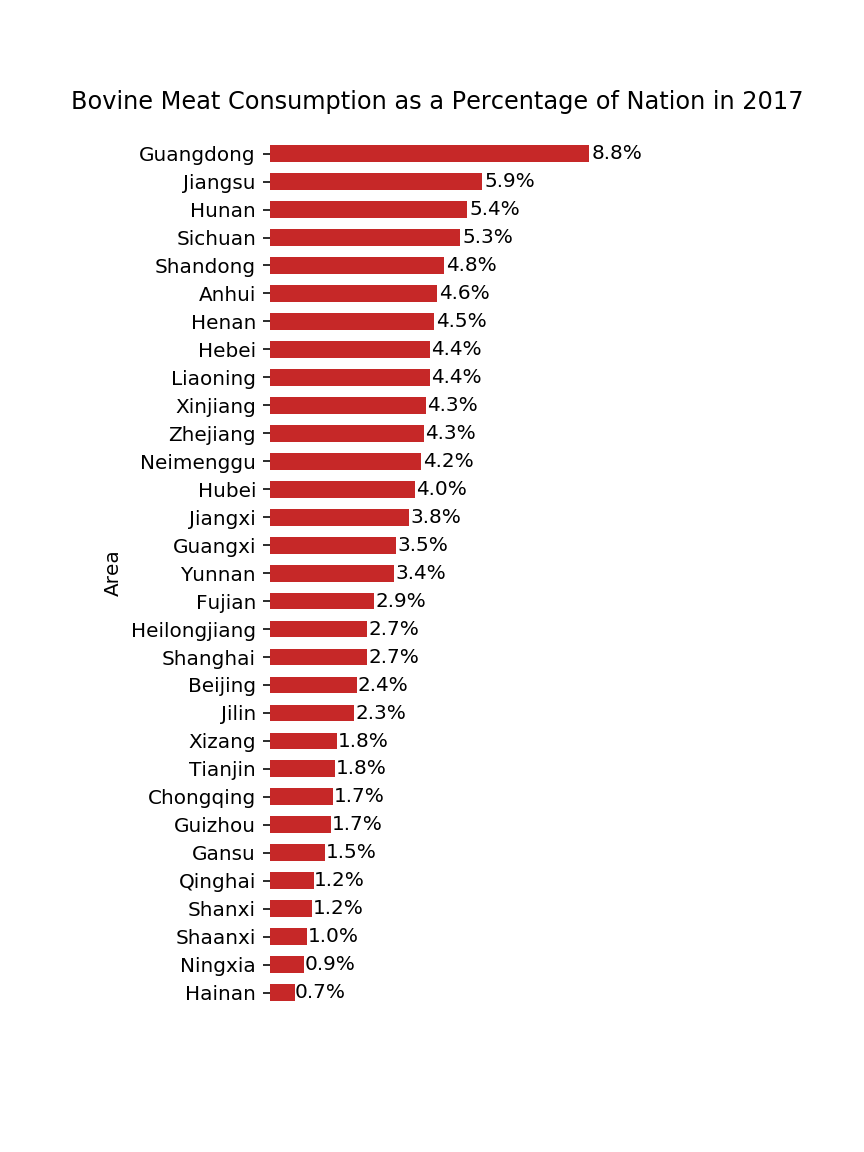 Bovine Meat Consumption as a Percentage of Nation in 2017
Guangdong 8.8%
Jiangsu 5.9%
Hunan 5.4%
Sichuan 5.3%
Shandong 4.8%
Anhui 4.6%
Henan 4.5%
Hebei 4.4%
Liaoning 4.4%
Xinjiang 4.3%
Zhejiang 4.3%
Neimenggu 4.2%
Hubei 4.0%
Jiangxi 3.8%
Guangxi 3.5%
Yunnan 3.4%
Fujian 2.9%
Heilongjiang 2.7%
Shanghai 2.7%
Beijing 2.4%
Jilin 2.3%
Xizang 1.8%
Tianjin 1.8%
Chongqing 1.7%
Guizhou 1.7%
Gansu 1.5%
Qinghai 1.2%
Shanxi 1.2%
Shaanxi 1.0%
Ningxia 0.9%
Hainan 0.7%
Area